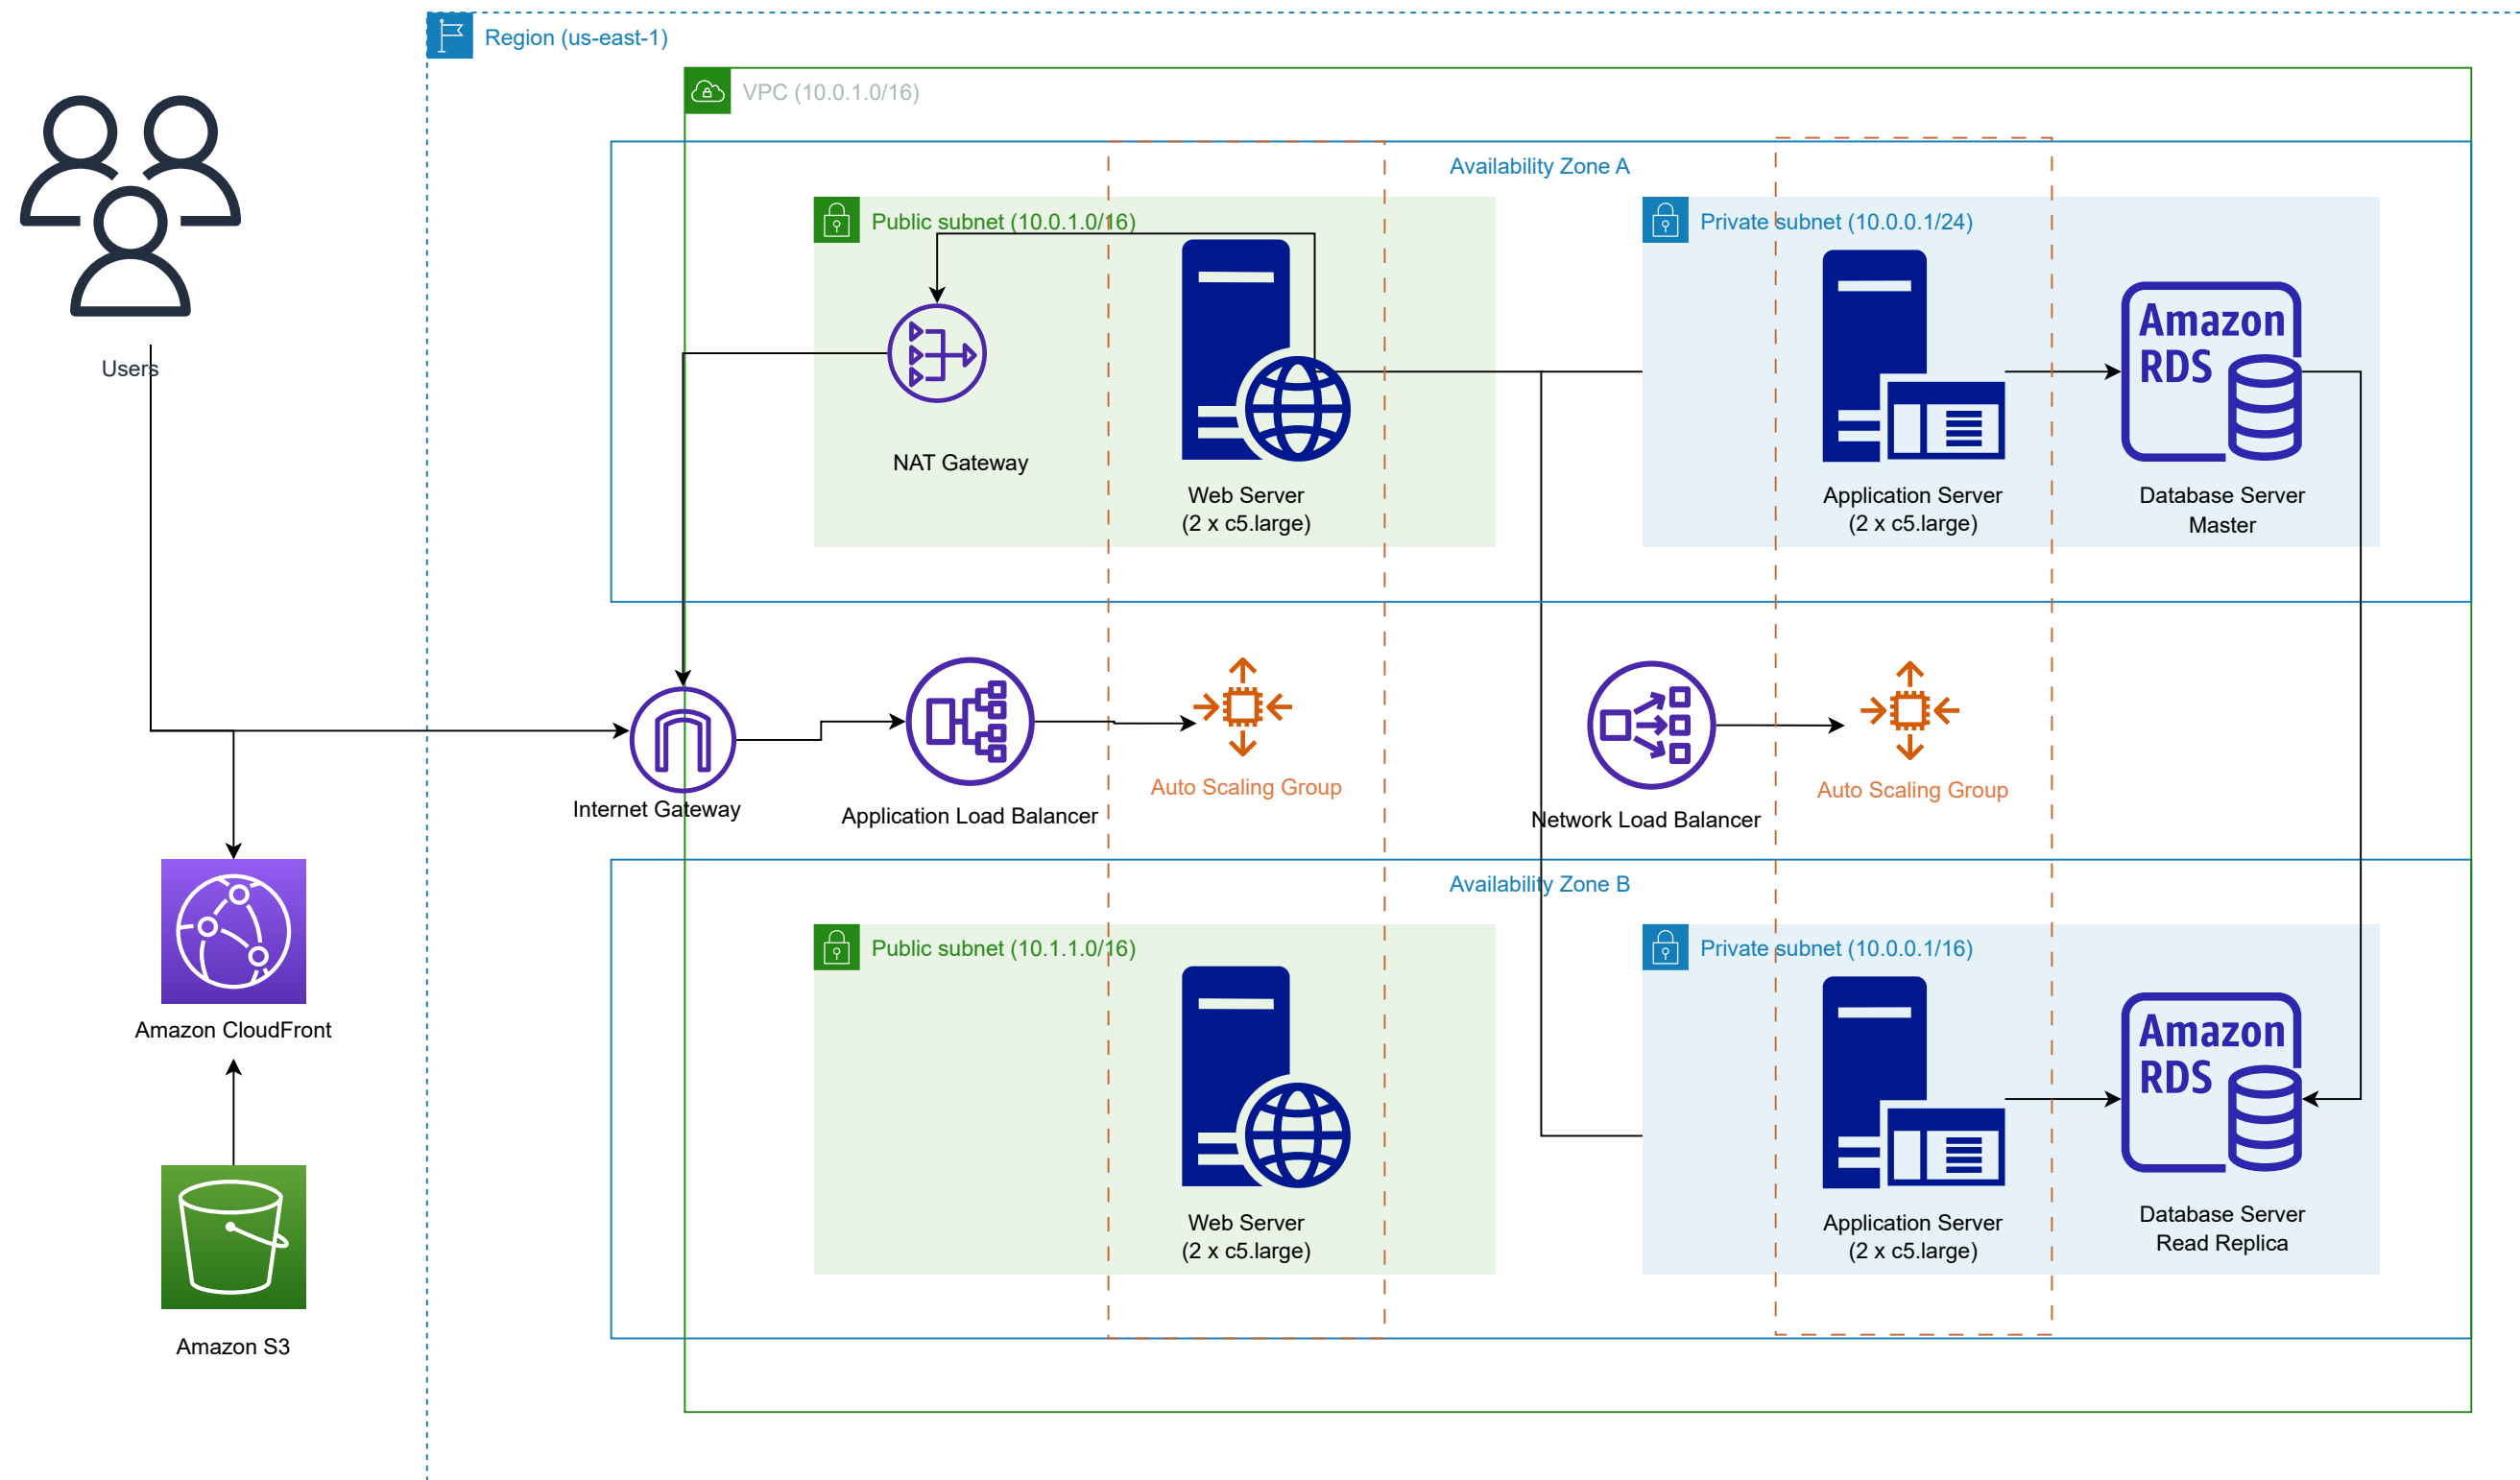 Region (us-east-1)
VPC (10.0.1.0/16)
Availability Zone A
Public subnet (10.0.1.0/16)
Private subnet (10.0.0.1/24)
Users
NAT Gateway
Web Server
(2 x c5.large)
Application Server
(2 x c5.large)
Amazon
RDS
Database Server
Master
Internet Gateway
Application Load Balancer
Auto Scaling Group
Network Load Balancer
Auto Scaling Group
Availability Zone B
Public subnet (10.1.1.0/16)
Private subnet (10.0.0.1/16)
Amazon CloudFront
Web Server
(2 x c5.large)
Application Server
(2 x c5.large)
Amazon
RDS
Database Server
Read Replica
Amazon S3